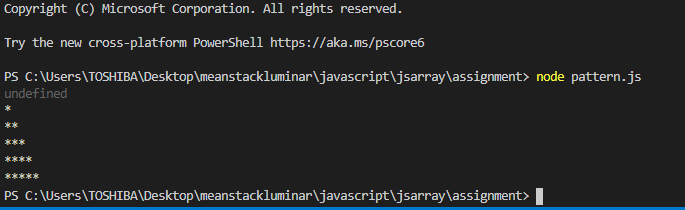 Copyright (C) Microsoft Corporation. All rights reserved.
Try the new cross-platform PowerShell https://aka.ms/pscore6
PS C:\Users\TOSHIBA\Desktop\meanstackluminar\javascript\jsarray\assignment> node pattern.js
undefined
*
**
***
****
*****
PS C:\Users\TOSHIBA\Desktop\meanstackluminar\javascript\jsarray\assignment>